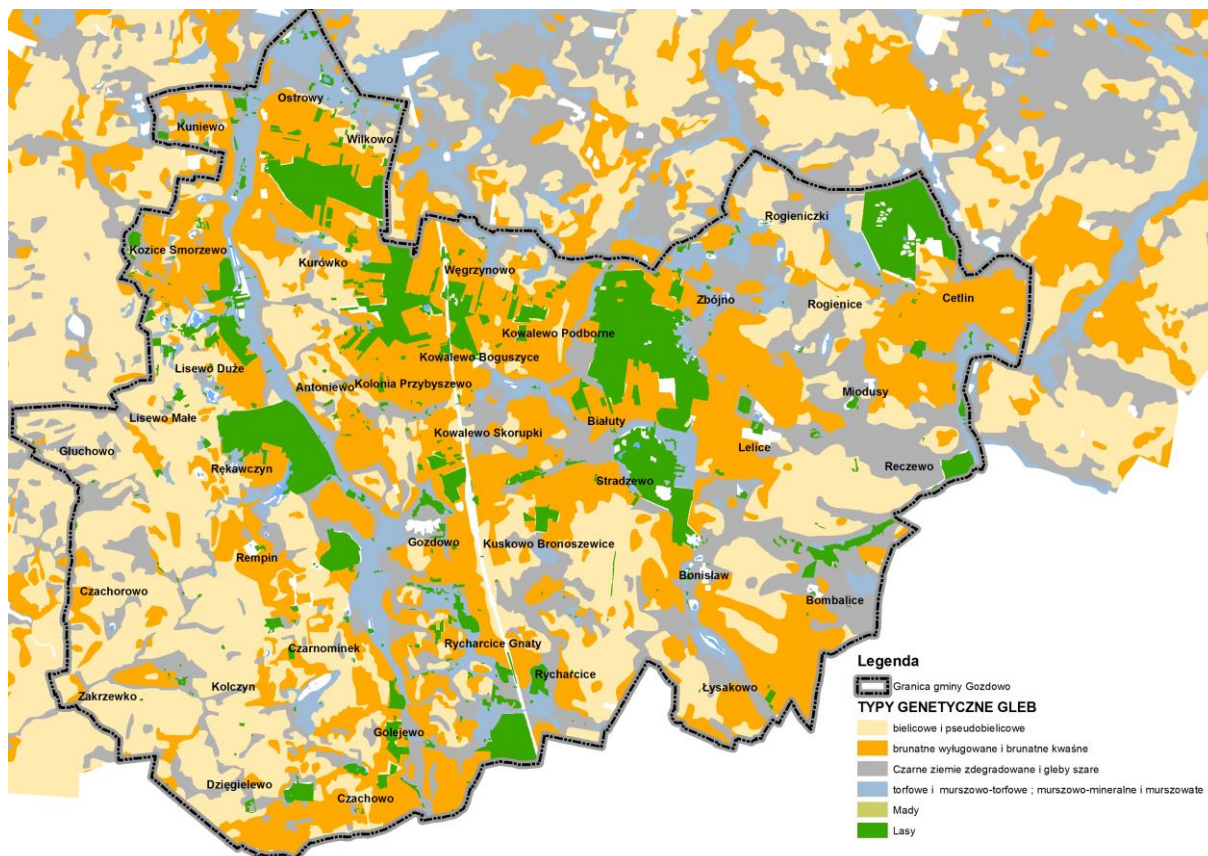 Ostrowy
Kuniewo
Wilkowo
Rogieniczki
Kozice Smorzewo
Kurówko
Węgrzynowo
Zbójno
Rogienice
Cetlin
Kowalewo Podborne
Kowalewo Boguszyce
Lisewo Duże
Antoniewo
Kolonia Przybyszewo
Miodusy
Lisewo Małe
Kowalewo Skorupki
Białuty
Lelice
Głuchowo
Rękawczyn
Stradzewo
Reczewo
Gozdowo
Kuskowo Bronoszewice
Rempin
Bonisław
Czachorowo
Bombalice
Czarnominek
Rycharcice Gnaty
Rycharcice
Zakrzewko
Kolczyn
Łysakowo
Golejewo
Dzięgielewo
Czachowo
Legenda
Granica gminy Gozdowo
TYPY GENETYCZNE GLEB
bielicowe i pseudobielicowe
brunatne wyługowane i brunatne kwaśne
Czarne ziemie zdegradowane i gleby szare
torfowe i murszowo-torfowe ; murszowo-mineralne i murszowate
Mady
Lasy